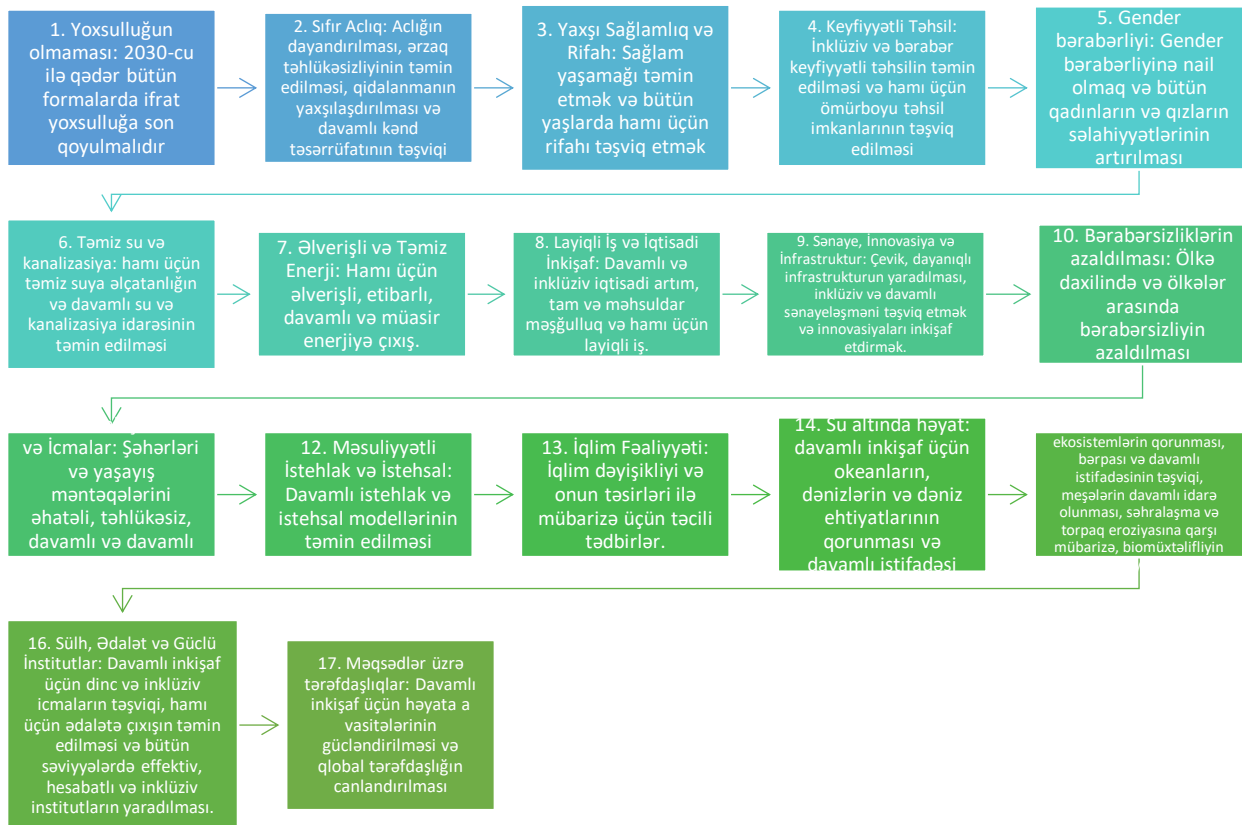 1. Yoxsulluğun
olmaması: 2030-cu
ilə qədər bütün
formalarda ifrat
yoxsulluğa son
qoyulmalıdır
2. Sıfır Aclıq: Aclığın
dayandırılması, ərzaq
təhlükəsizliyinin təmin
edilməsi, qidalanmanın
yaxşılaşdırılması və
davamlı kənd
təsərrüfatının təşviqi
3. Yaxşı Sağlamlıq və
Rifah: Sağlam
yaşamağı təmin
etmək və bütün
yaşlarda hamı üçün
rifahı təşviq etmək
4. Keyfiyyətli Təhsil:
İnklüziv və bərabər
keyfiyyətli təhsilin təmin
edilməsi və hamı üçün
ömürboyu təhsil
imkanlarının təşviq
edilməsi
5. Gender
bərabərliyi: Gender
bərabərliyinə nail
olmaq və bütün
qadınların və qızların
səlahiyyətlərinin
artırılması
6. Təmiz su və
kanalizasiya: hamı üçün
təmiz suya əlçatanlığın
və davamlı su və
kanalizasiya idarəsinin
təmin edilməsi
7. Əlverişli və Təmiz
Enerji: Hamı üçün
əlverişli, etibarlı,
davamlı və müasir
enerjiyə çıxış.
8. Layiqli İş və İqtisadi
İnkişaf: Davamlı və
inklüziv iqtisadi artım,
tam və məhsuldar
məşğulluq və hamı üçün
layiqli iş.
9. Sənaye, İnnovasiya və
İnfrastruktur: Çevik, dayanıqlı
infrastrukturun yaradılması,
inklüziv və davamlı
sənayeləşməni təşviq etmək
və innovasiyaları inkişaf
etdirmək.
10. Bərabərsizliklərin
azaldılması: Ölkə
daxilində və ölkələr
arasında
bərabərsizliyin
azaldılması
və İcmalar: Şəhərləri
və yaşayış
məntəqələrini
əhatəli, təhlükəsiz,
davamlı və davamlı
12. Məsuliyyətli
İstehlak və İstehsal:
Davamlı istehlak və
istehsal modellərinin
təmin edilməsi
13. İqlim Fəaliyyəti:
İqlim dəyişikliyi və
onun təsirləri ilə
mübarizə üçün təcili
tədbirlər.
14. Su altında həyat:
davamlı inkişaf üçün
okeanların,
dənizlərin və dəniz
ehtiyatlarının
qorunması və
davamlı istifadəsi
ekosistemlərin qorunması,
bərpası və davamlı
istifadəsinin təşviqi,
meşələrin davamlı idarə
olunması, səhralaşma və
torpaq eroziyasına qarşı
mübarizə, biomüxtəlifliyin
16. Sülh, Ədalət və Güclü
İnstitutlar: Davamlı inkişaf
üçün dinc və inklüziv
icmaların təşviqi, hamı
üçün ədalətə çıxışın təmin
edilməsi və bütün
səviyyələrdə effektiv,
hesabatlı və inklüziv
institutların yaradılması.
17. Məqsədlər üzrə
tərəfdaşlıqlar: Davamlı
inkişaf üçün həyata a
vasitələrinin
gücləndirilməsi və
qlobal tərəfdaşlığın
canlandırılması